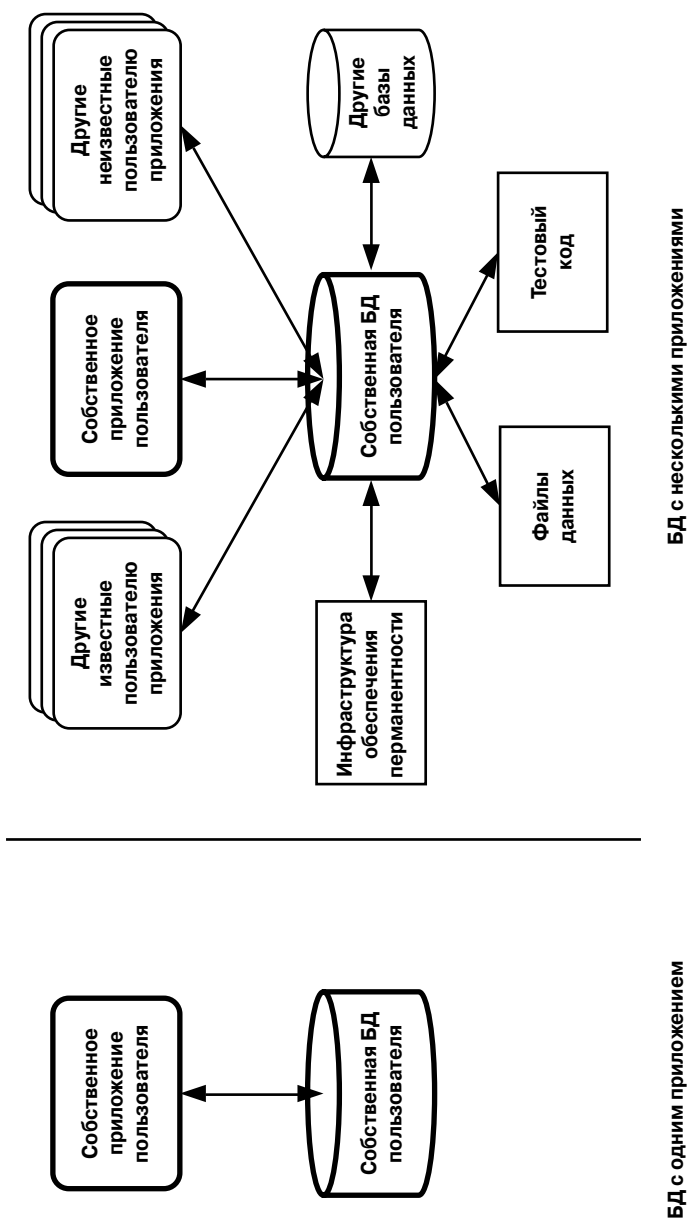 Собственное
приложение
пользователя
Собственная БД
пользователя
БД с одним приложением
Другие
известные
пользователю
приложения
Собственное
приложение
пользователя
Другие
неизвестные
пользователю
приложения
Инфраструктура
обеспечения
перманентности
Собственная БД
пользователя
Другие
базы
данных
Файлы
данных
Тестовый
код
БД с несколькими приложениями